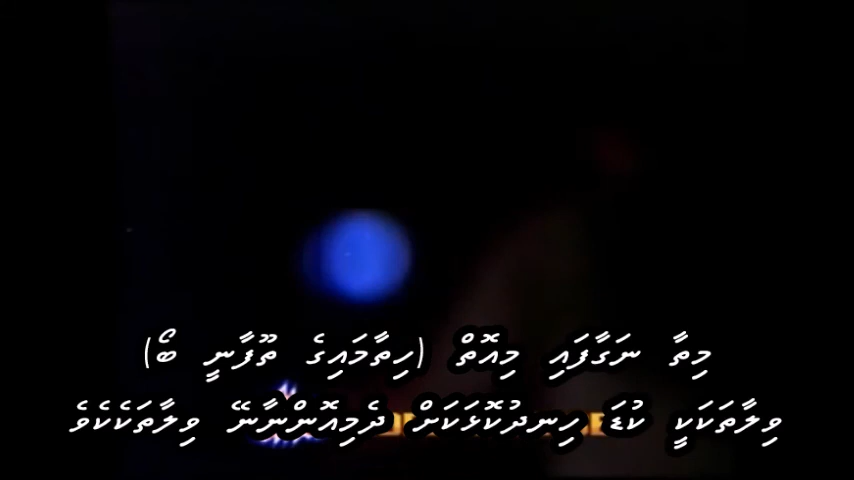 މިތާ ނަގާފައި މިއޮތް (ހިތާމައިގެ ތޫފާނީ ބޯ)
ވިލާތަކަކީ ކުޑަ ހިނދުކޮޅަކަށް ދެމިއޮންނާނޭ ވިލާތަކެކެވެ